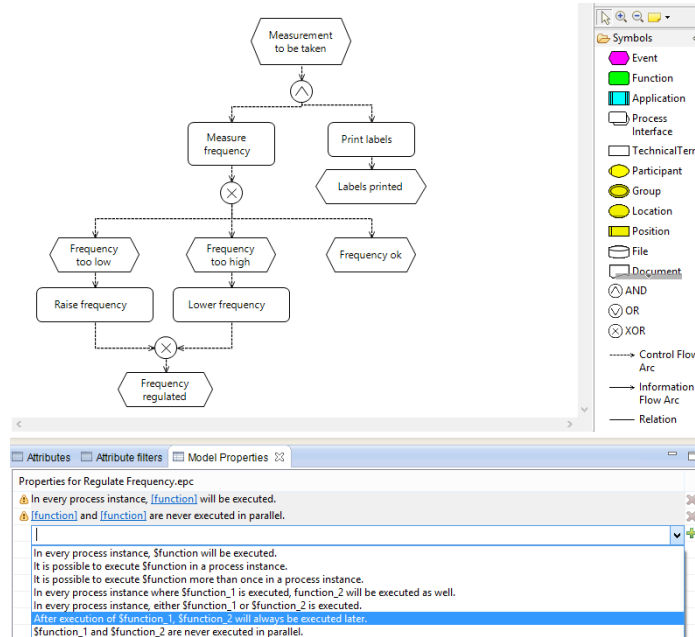 Measurement
to be taken
Measure
frequency
Print labels
Labels printed
Frequency
too low
Frequency
too high
Frequency ok
Raise frequency
Lower frequency
Frequency
regulated
Symbols
Event
Function
Application
Process
Interface
TechnicalTerr
Participant
Group
Location
Position
File
Document
AND
OR
XOR
Control Flow
Arc
Information
Flow Arc
Relation
Attributes
Attribute filters
Model Properties
Properties for Regulate Frequency.epc
In every process instance, [function] will be executed.
[function] and [function] are never executed in parallel.
In every process instance, $function will be executed.
It is possible to execute $function in a process instance.
It is possible to execute $function more than once in a process instance.
In every process instance where $function_1 is executed, function_2 will be executed as well.
In every process instance, either $function_1 or $function_2 is executed.
After execution of $function_1, $function_2 will always be executed later.
$function_1 and $function_2 are never executed in parallel.